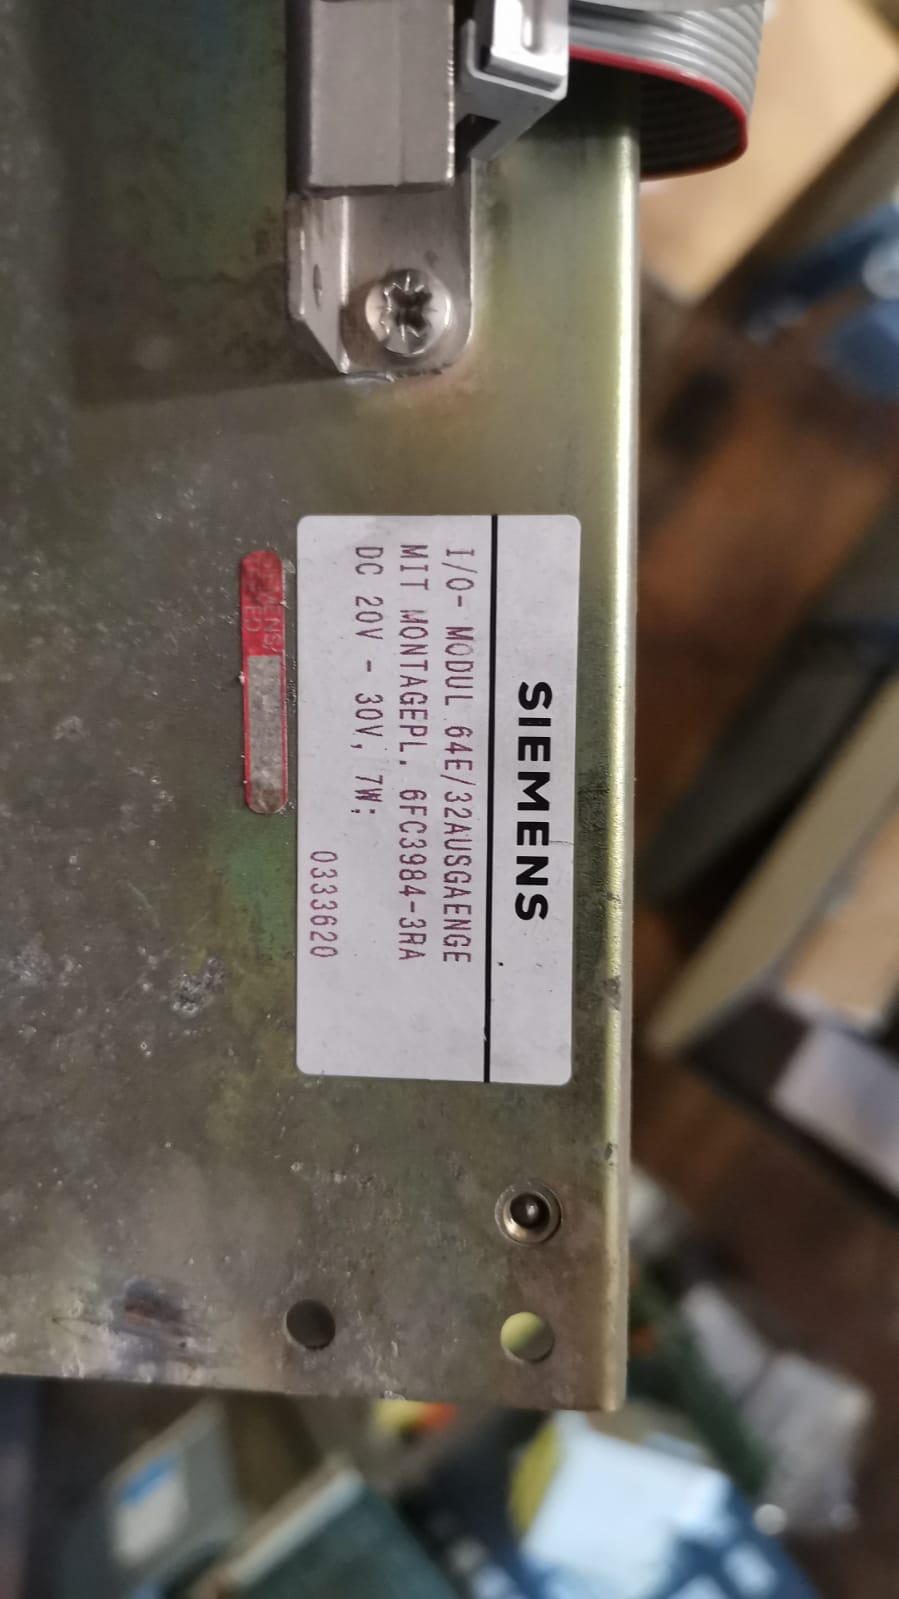 SIEMENS
I/O- MODUL 64E/32AUSGAENGE
MIT MONTAGEPL. 6FC3984-3RA
DC 20V - 30V, 7W;
0333620